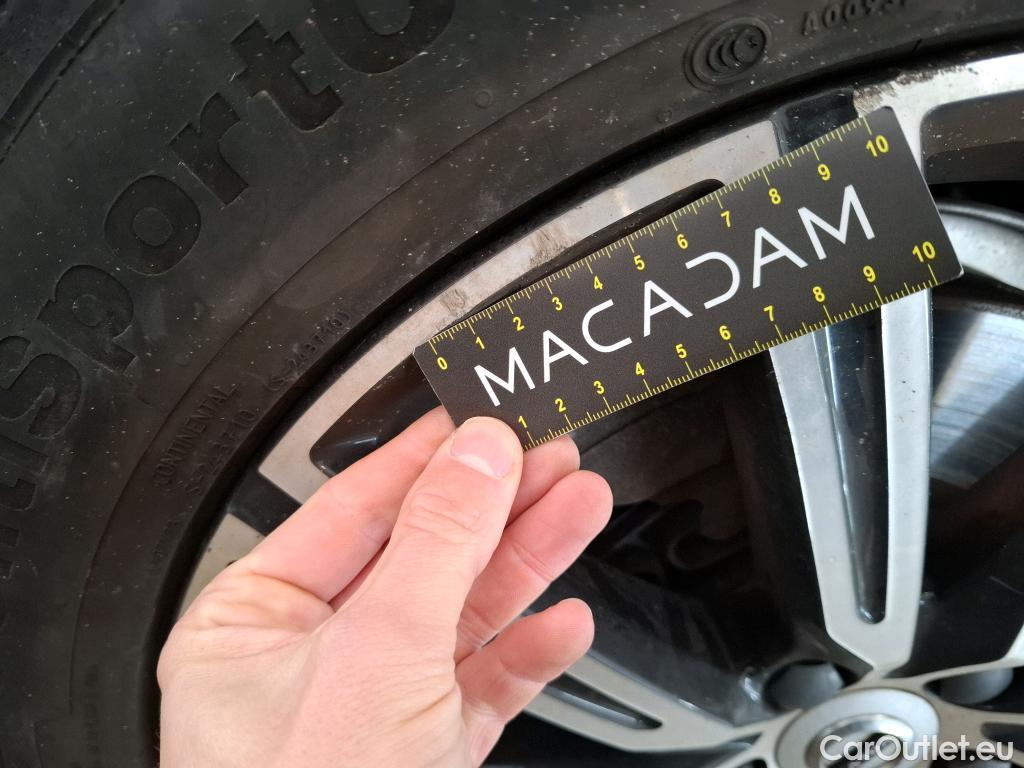 ntisportC
CONTINENTAL
MACADAM
0 1 2 3 4 5 6 7 8 9 10
1 2 3 4 5 6 7 8 9 10
CarOutlet.eu